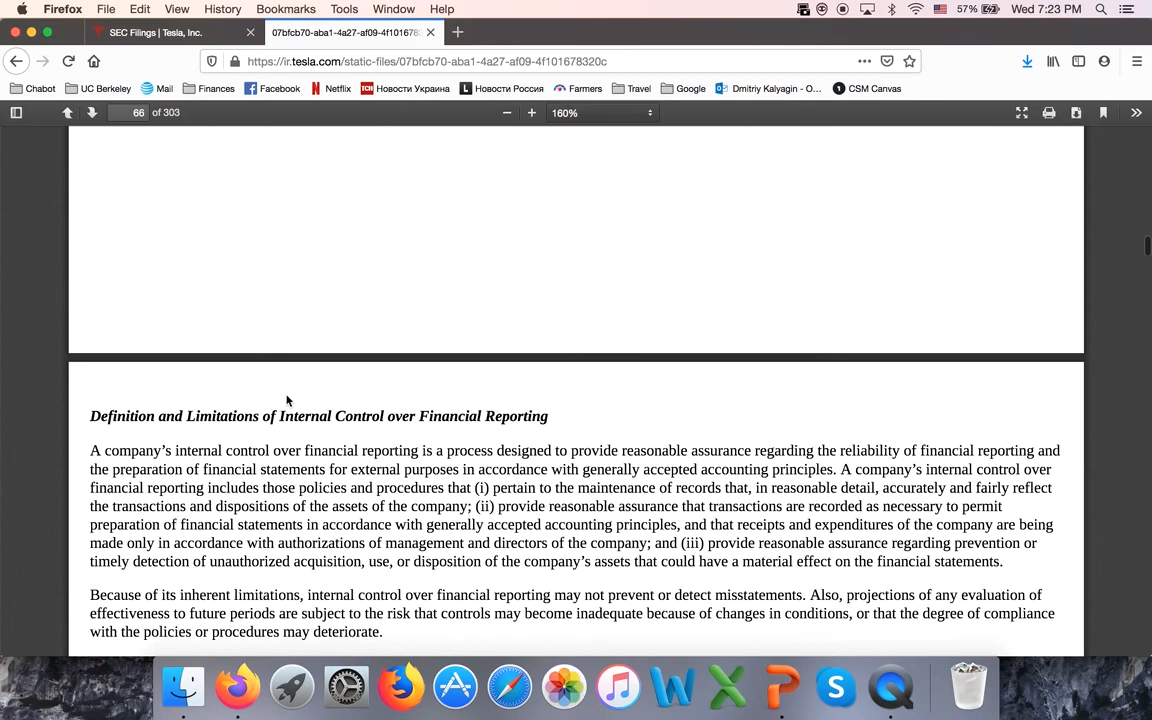 Firefox File Edit View History Bookmarks Tools Window Help 57% Wed 7:23 PM
SEC Filings | Tesla, Inc. 07bfcb70-aba1-4a27-af09-4f101678
https://ir.tesla.com/static-files/07bfcb70-aba1-4a27-af09-4f101678320c
Chabot UC Berkeley Mail Finances Facebook Netflix ТСН Новости Украина L Новости Россия Farmers Travel Google Dmitriy Kalyagin - O... CSM Canvas
66 of 303 160%
Definition and Limitations of Internal Control over Financial Reporting
A company's internal control over financial reporting is a process designed to provide reasonable assurance regarding the reliability of financial reporting and
the preparation of financial statements for external purposes in accordance with generally accepted accounting principles. A company's internal control over
financial reporting includes those policies and procedures that (i) pertain to the maintenance of records that, in reasonable detail, accurately and fairly reflect
the transactions and dispositions of the assets of the company; (ii) provide reasonable assurance that transactions are recorded as necessary to permit
preparation of financial statements in accordance with generally accepted accounting principles, and that receipts and expenditures of the company are being
made only in accordance with authorizations of management and directors of the company; and (iii) provide reasonable assurance regarding prevention or
timely detection of unauthorized acquisition, use, or disposition of the company's assets that could have a material effect on the financial statements.
Because of its inherent limitations, internal control over financial reporting may not prevent or detect misstatements. Also, projections of any evaluation of
effectiveness to future periods are subject to the risk that controls may become inadequate because of changes in conditions, or that the degree of compliance
with the policies or procedures may deteriorate.